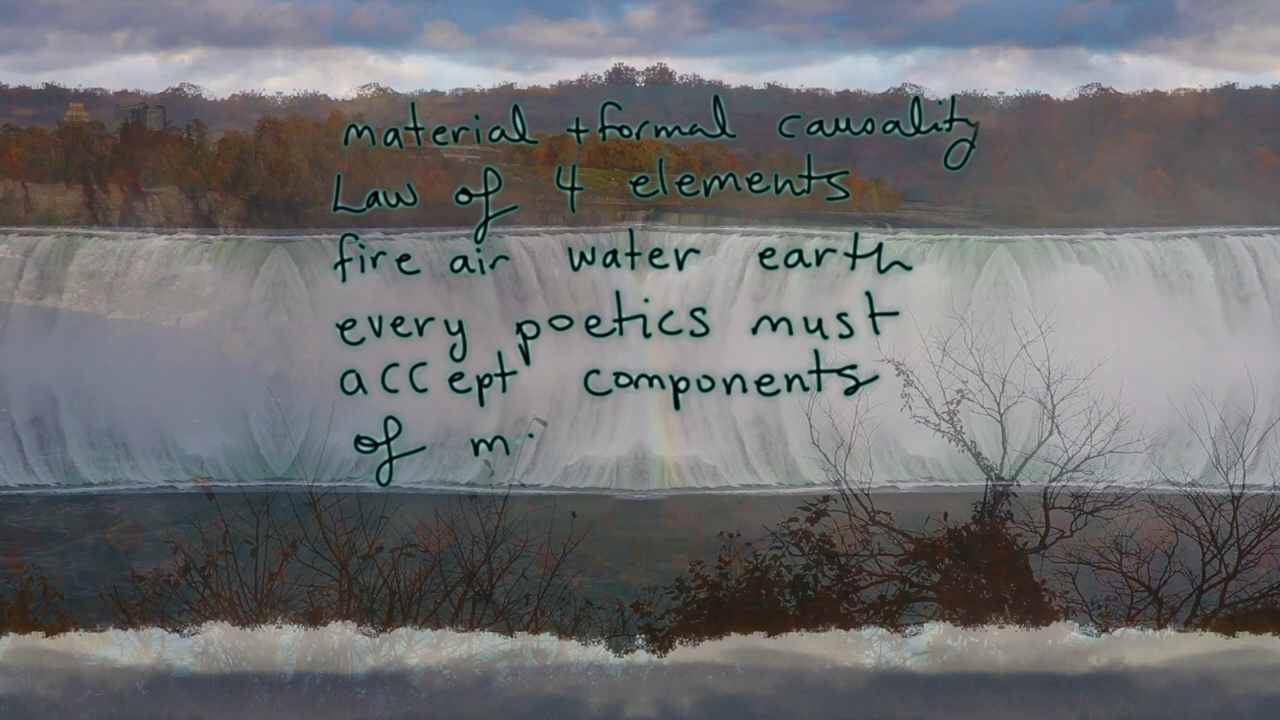 material + formal causality
Law of 4 elements
fire air water earth
every poetics must
accept components
of m.